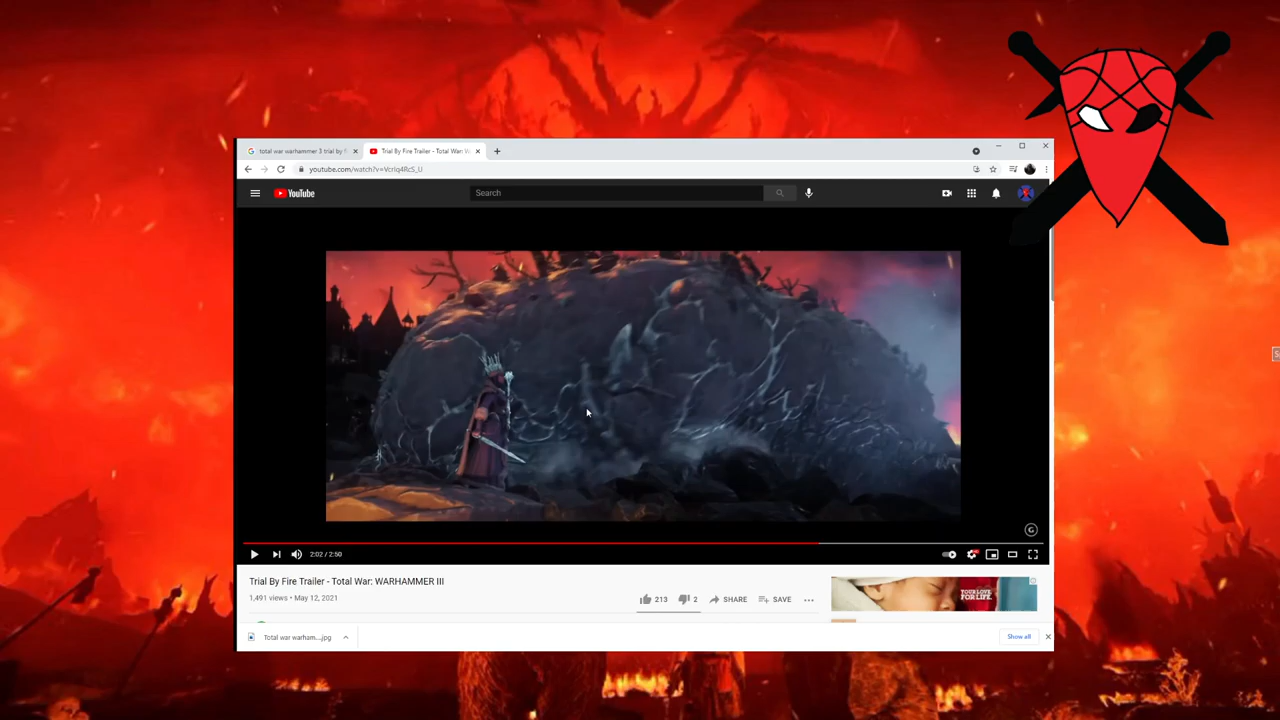 total war warhammer 3 trial by f
Trial By Fire Trailer - Total War: W
youtube.com/watch?v=VcrIq4RcS_U
YouTube
Search
G
2:02 / 2:50
Trial By Fire Trailer - Total War: WARHAMMER III
1,491 views • May 12, 2021
213
2
SHARE
SAVE
YOUR LOVE
FOR LIFE.
Total war warham....jpg
Show all
S